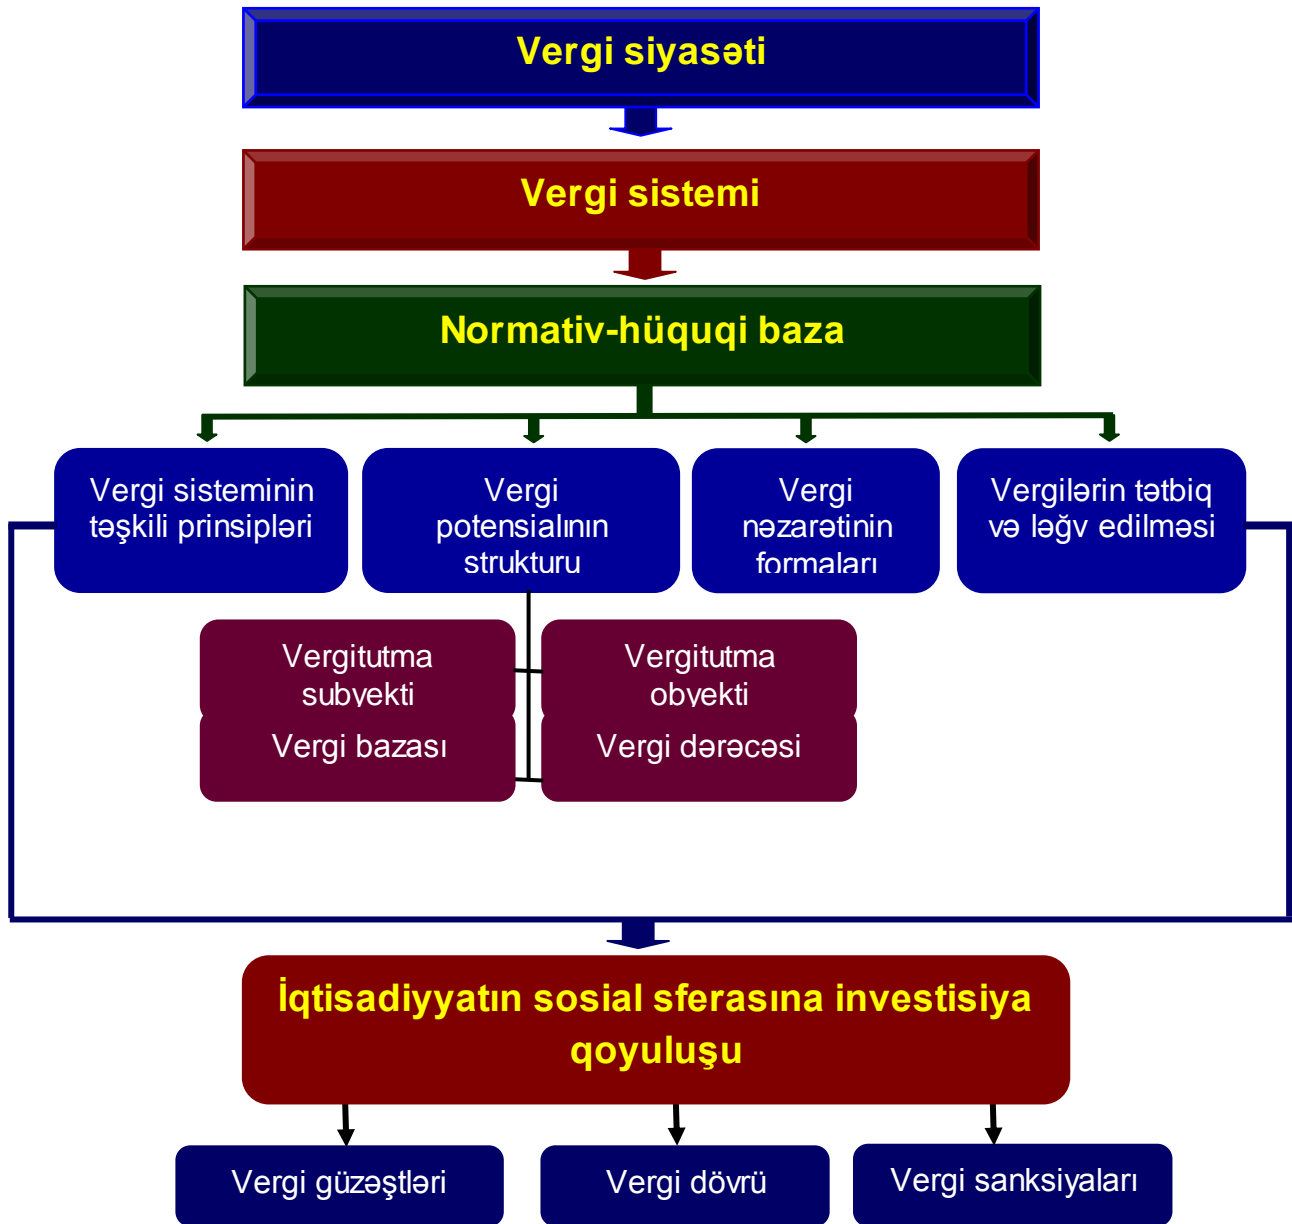 Vergi siyasəti
Vergi sistemi
Normativ-hüquqi baza
Vergi sisteminin
təşkili prinsipləri
Vergi
potensialının
strukturu
Vergi
nəzarətinin
formaları
Vergilərin tətbiq
və ləğv edilməsi
Vergitutma
subyekti
Vergitutma
obyekti
Vergi bazası
Vergi dərəcəsi
İqtisadiyyatın sosial sferasına investisiya
qoyuluşu
Vergi güzəştləri
Vergi dövrü
Vergi sanksiyaları